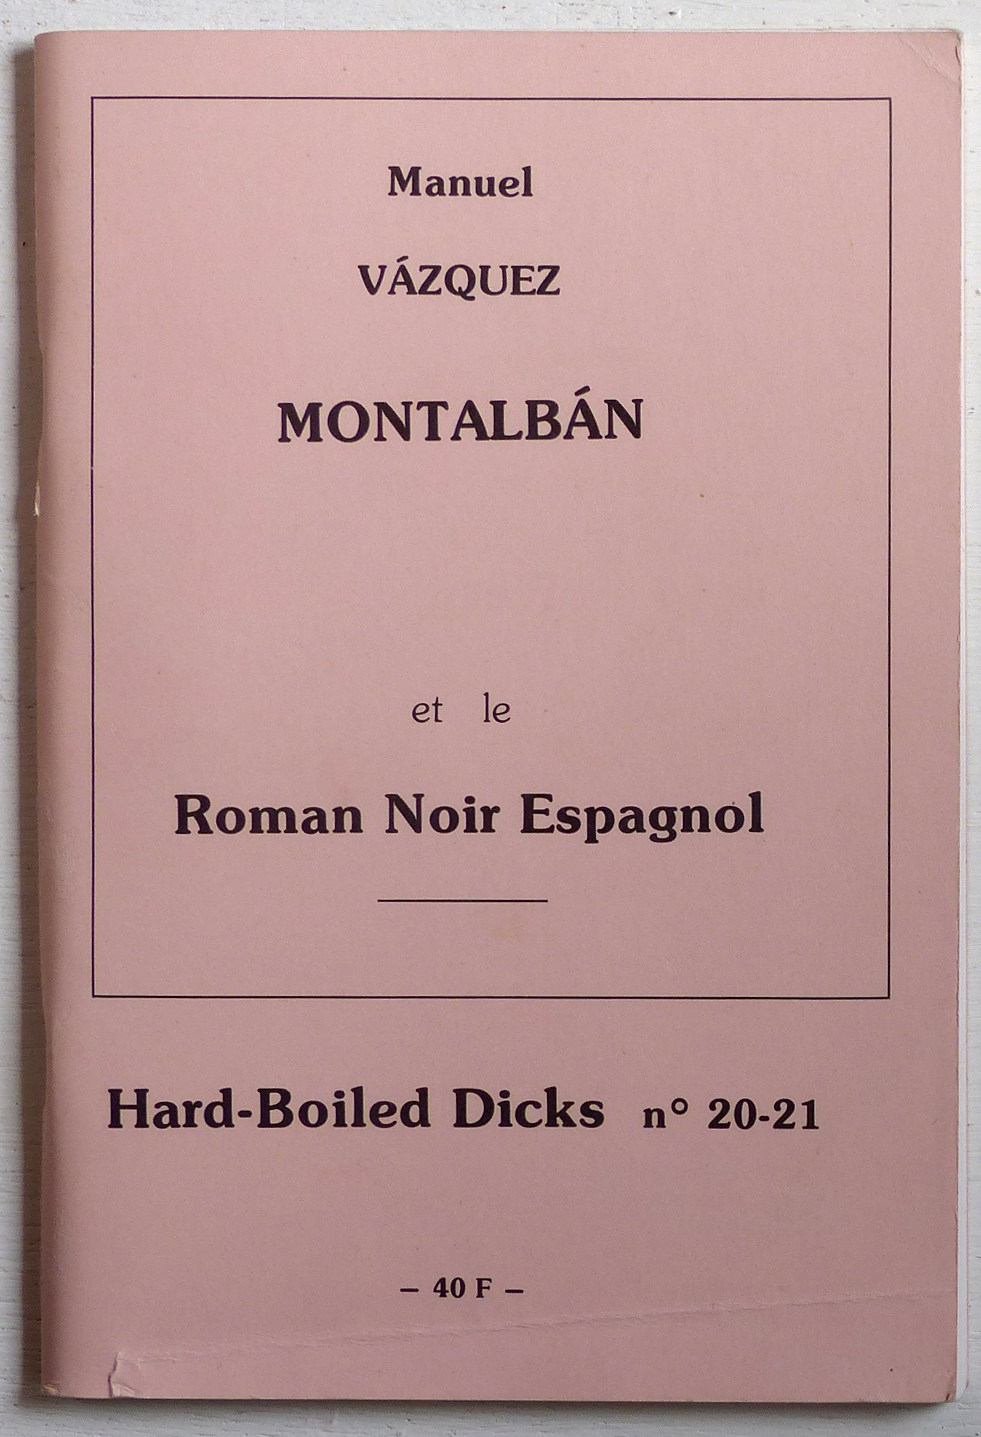 Manuel
VÁZQUEZ
MONTALBÁN
et le
Roman Noir Espagnol
Hard-Boiled Dicks n° 20-21
– 40 F –